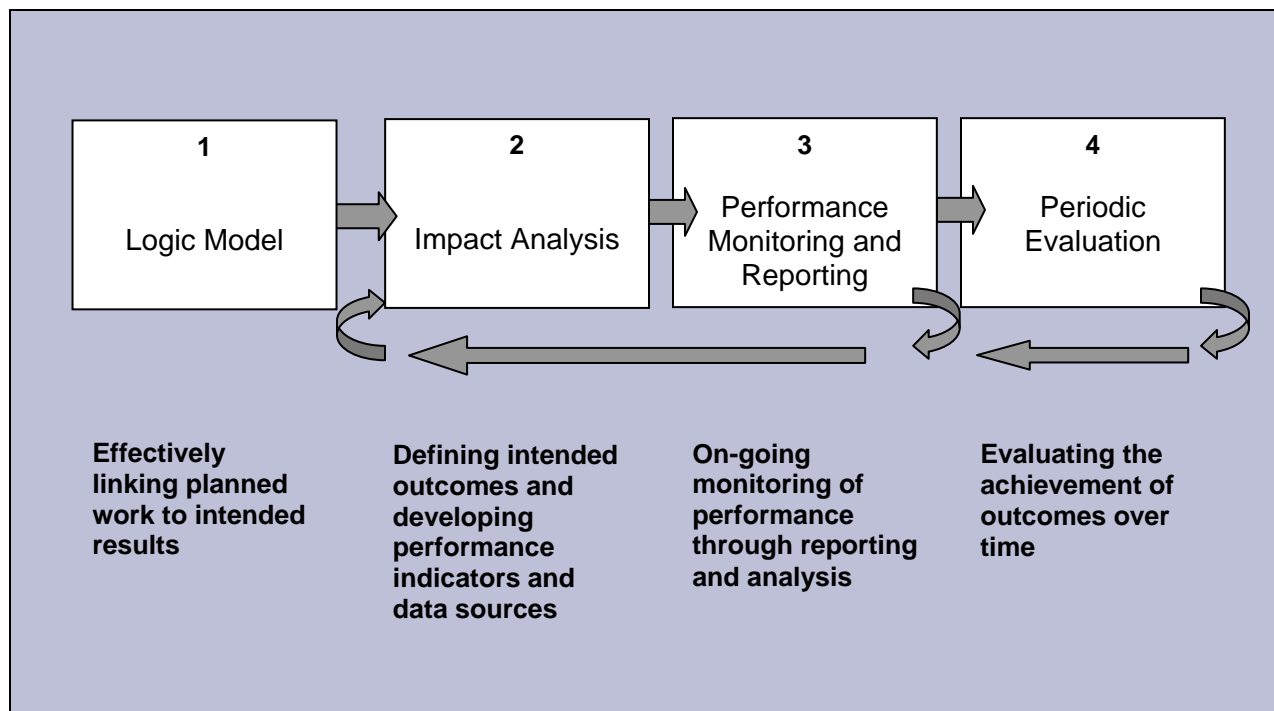 1
Logic Model
2
Impact Analysis
3
Performance
Monitoring and
Reporting
4
Periodic
Evaluation
Effectively
linking planned
work to intended
results
Defining intended
outcomes and
developing
performance
indicators and
data sources
On-going
monitoring of
performance
through reporting
and analysis
Evaluating the
achievement of
outcomes over
time